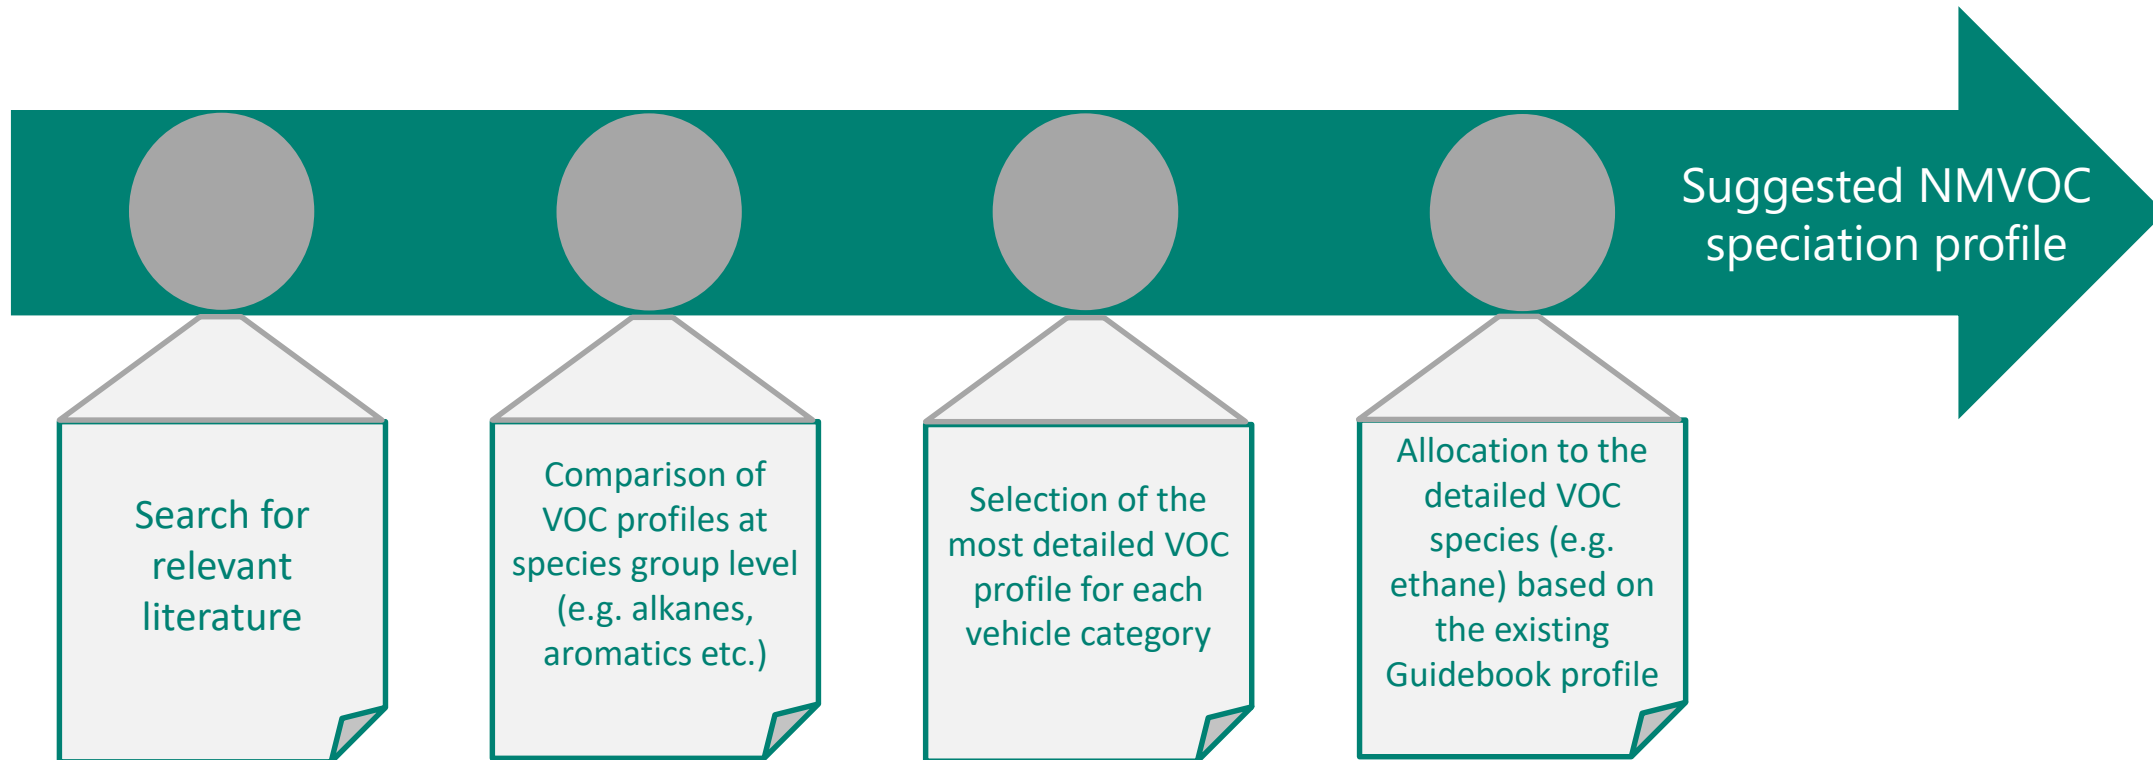 Suggested NMVOC
speciation profile
Search for
relevant
literature
Comparison of
VOC profiles at
species group level
(e.g. alkanes,
aromatics etc.)
Selection of the
most detailed VOC
profile for each
vehicle category
Allocation to the
detailed VOC
species (e.g.
ethane) based on
the existing
Guidebook profile